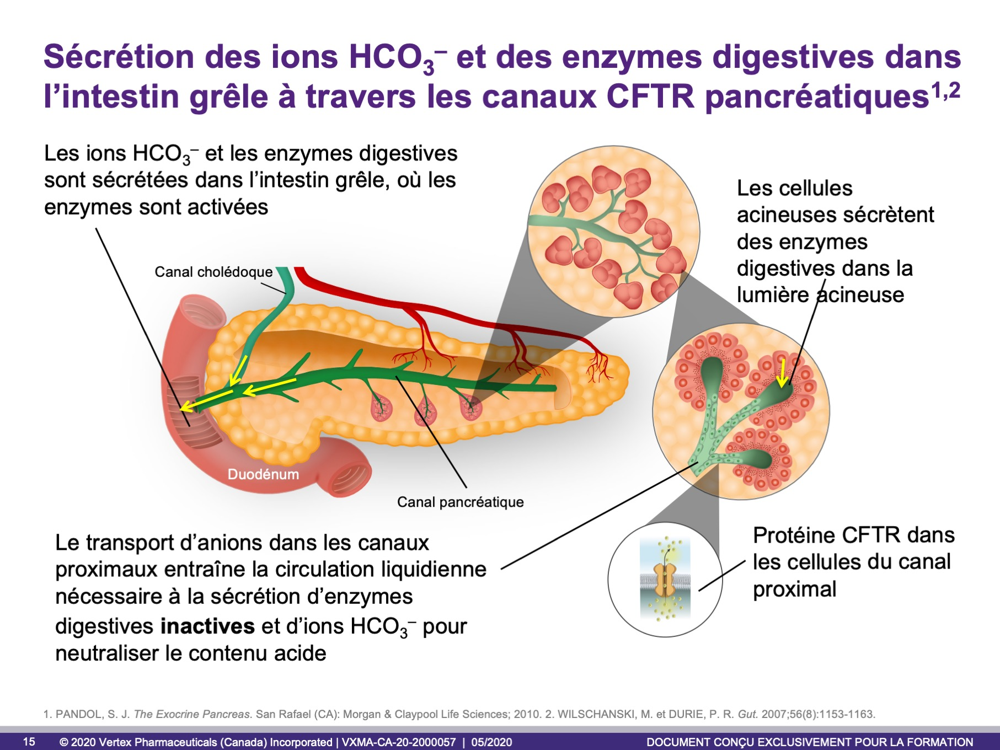 Sécrétion des ions HCO₃⁻ et des enzymes digestives dans
l’intestin grêle à travers les canaux CFTR pancréatiques¹,²
Les ions HCO₃⁻ et les enzymes digestives
sont sécrétées dans l’intestin grêle, où les
enzymes sont activées
Les cellules
acineuses sécrètent
des enzymes
digestives dans la
lumière acineuse
Canal cholédoque
Duodénum
Canal pancréatique
Le transport d’anions dans les canaux
proximaux entraîne la circulation liquidienne
nécessaire à la sécrétion d’enzymes
digestives inactives et d’ions HCO₃⁻ pour
neutraliser le contenu acide
Protéine CFTR dans
les cellules du canal
proximal
1. PANDOL, S. J. The Exocrine Pancreas. San Rafael (CA): Morgan & Claypool Life Sciences; 2010. 2. WILSCHANSKI, M. et DURIE, P. R. Gut. 2007;56(8):1153-1163.
15 © 2020 Vertex Pharmaceuticals (Canada) Incorporated | VXMA-CA-20-2000057 | 05/2020 DOCUMENT CONÇU EXCLUSIVEMENT POUR LA FORMATION